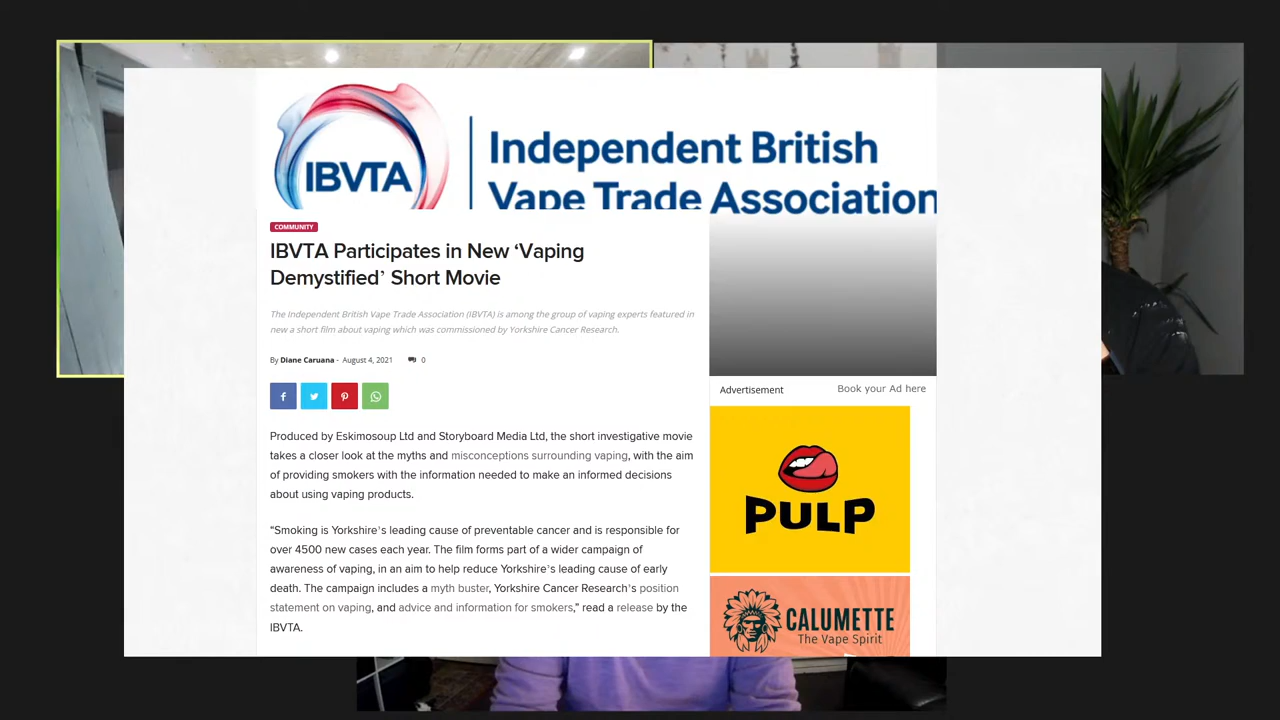 IBVTA
Independent British
Vape Trade Association
COMMUNITY
IBVTA Participates in New ‘Vaping
Demystified’ Short Movie
The Independent British Vape Trade Association (IBVTA) is among the group of vaping experts featured in
new a short film about vaping which was commissioned by Yorkshire Cancer Research.
By Diane Caruana - August 4, 2021 0
Produced by Eskimosoup Ltd and Storyboard Media Ltd, the short investigative movie
takes a closer look at the myths and misconceptions surrounding vaping, with the aim
of providing smokers with the information needed to make an informed decisions
about using vaping products.
“Smoking is Yorkshire’s leading cause of preventable cancer and is responsible for
over 4500 new cases each year. The film forms part of a wider campaign of
awareness of vaping, in an aim to help reduce Yorkshire’s leading cause of early
death. The campaign includes a myth buster, Yorkshire Cancer Research’s position
statement on vaping, and advice and information for smokers,” read a release by the
IBVTA.
Advertisement Book your Ad here
PULP
CALUMETTE
The Vape Spirit